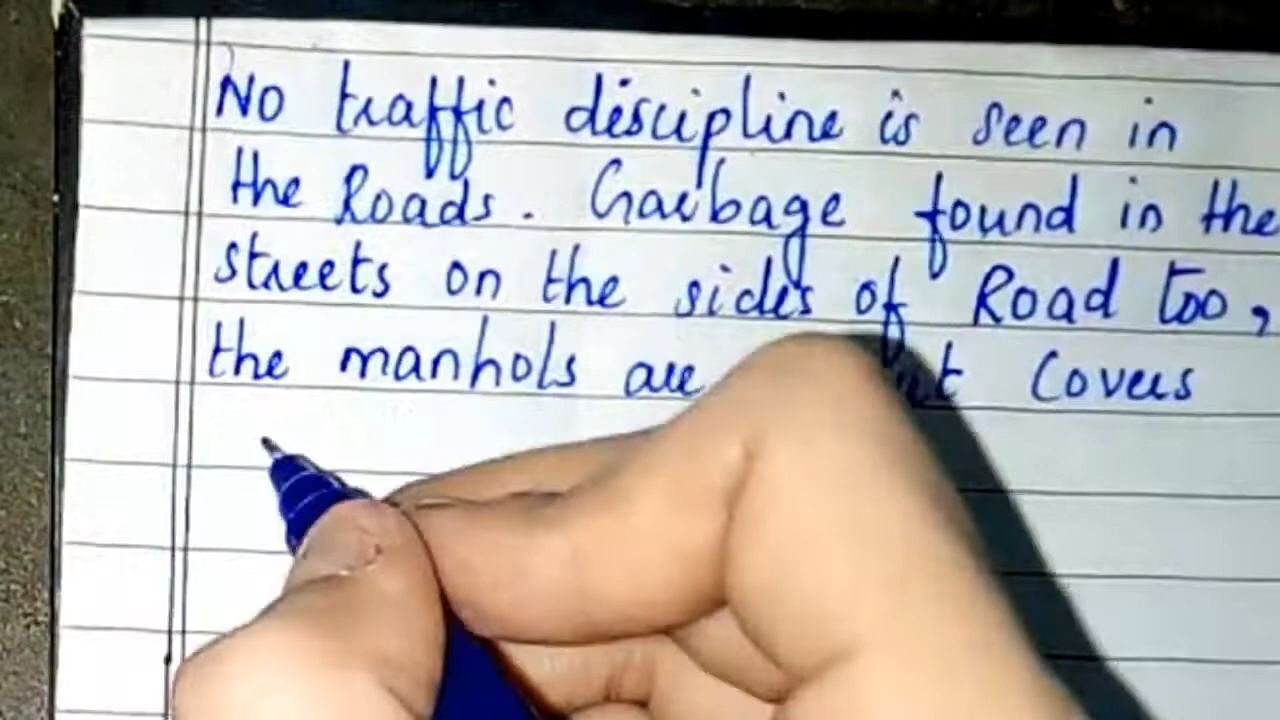 No traffic discipline is seen in
the Roads. Garbage found in the
streets on the sides of Road too,
the manhols are Covers